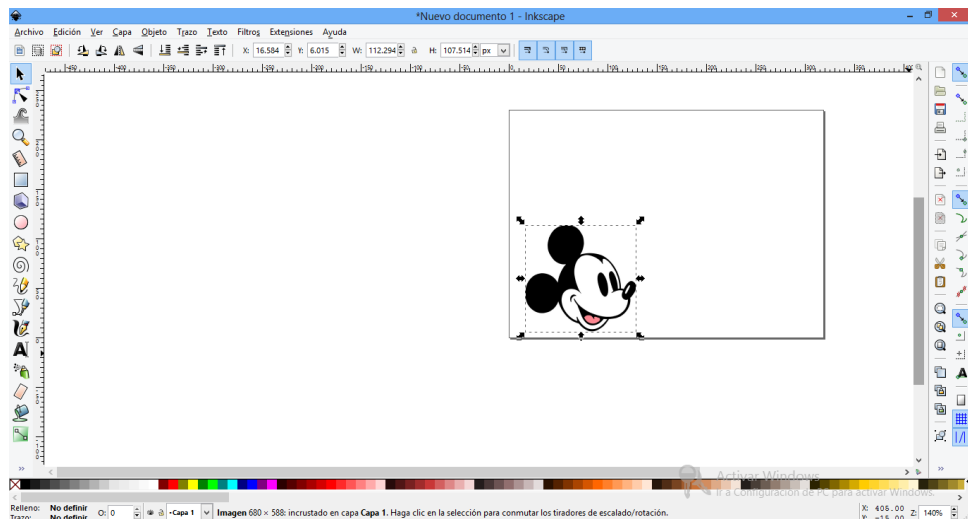 *Nuevo documento 1 - Inkscape
Archivo Edición Ver Capa Objeto Trazo Texto Filtros Extensiones Ayuda
X: 16.584 Y: 6.015 W: 112.294 H: 107.514 px
Activar Windows
Ir a Configuración de PC para activar Windows.
Relleno: No definir O: 0 Capa 1 Imagen 680 × 588: incrustado en capa Capa 1. Haga clic en la selección para conmutar los tiradores de escalado/rotación. X: 405.00 Z: 140%
Trazo: No definir Y: 415.00